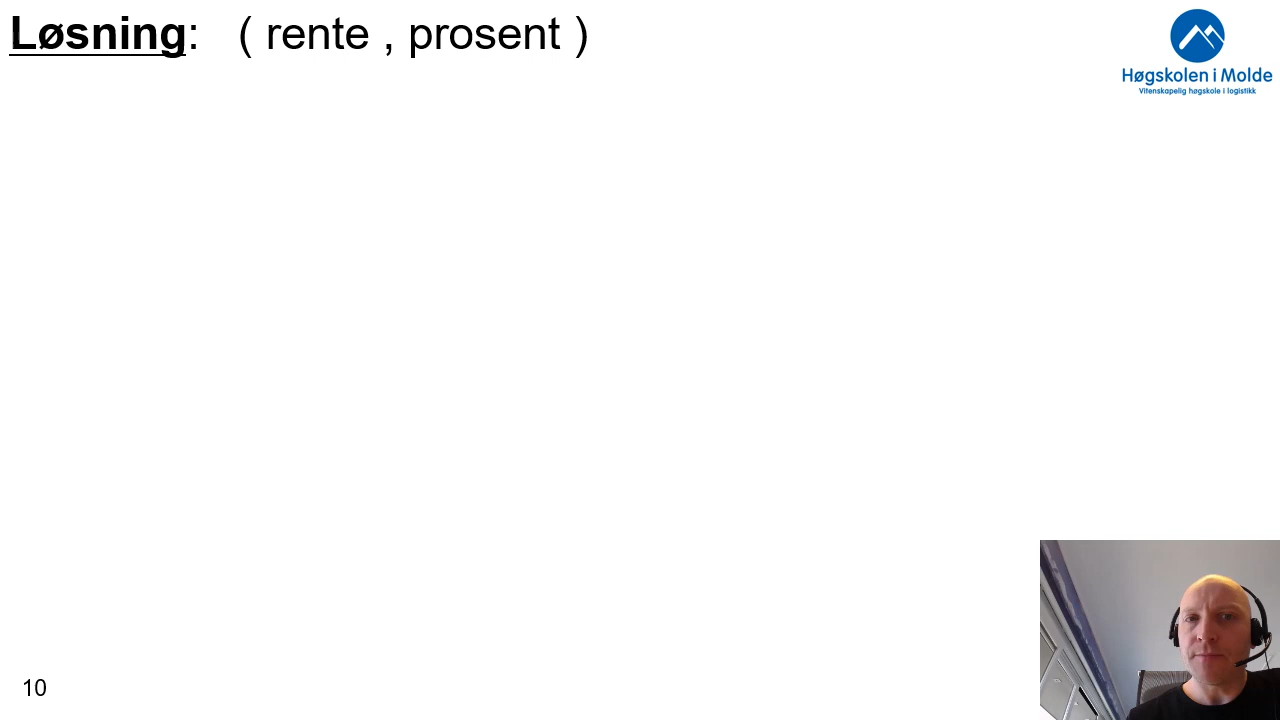 Løsning: ( rente , prosent )
Høgskolen i Molde
Vitenskapelig høgskole i logistikk
10